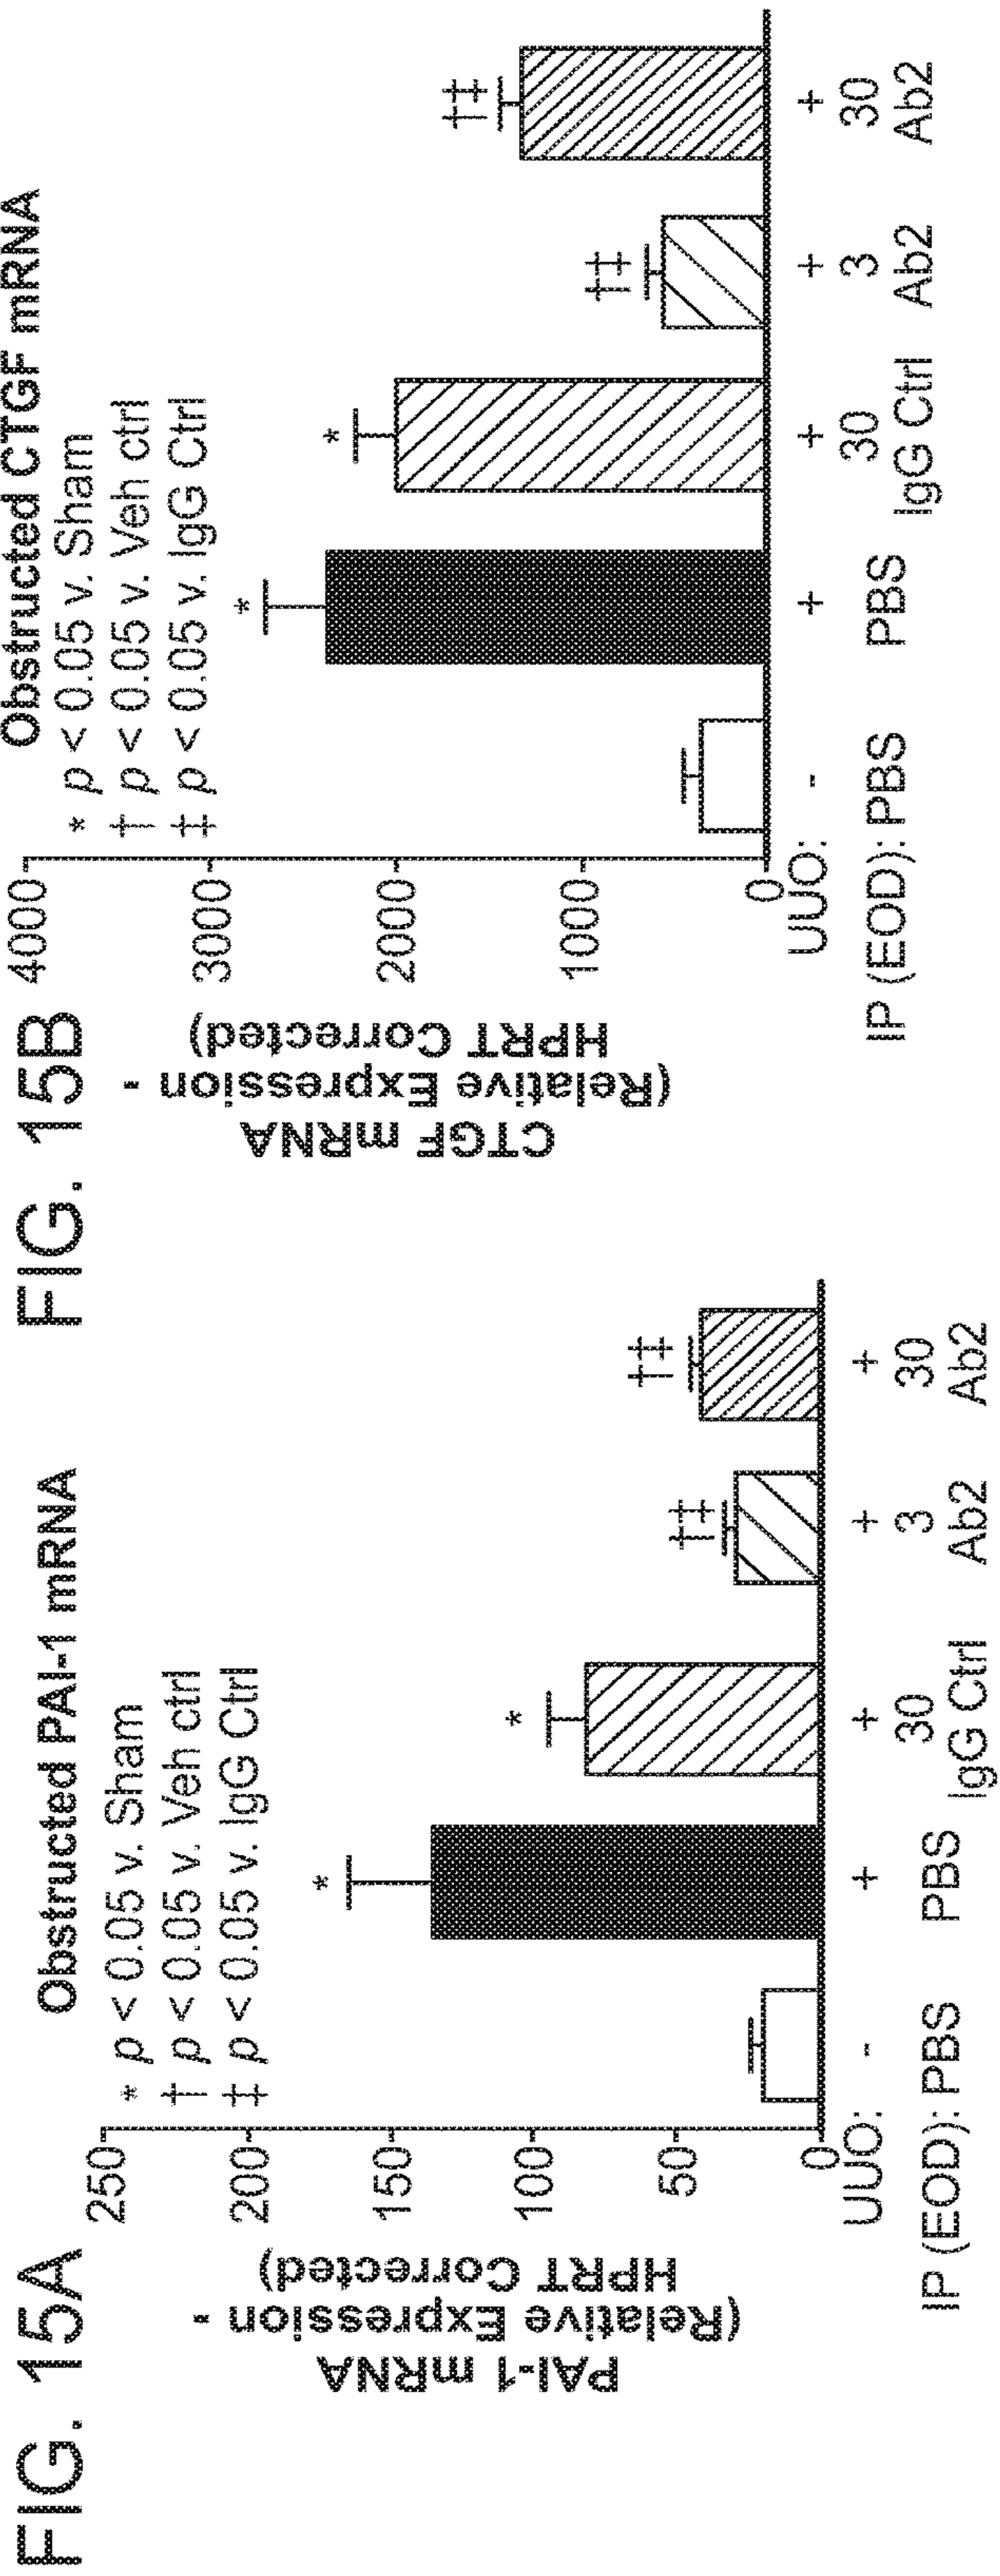 FIG. 15A
Obstructed PAI-1 mRNA
* p < 0.05 v. Sham
† p < 0.05 v. Veh ctrl
‡ p < 0.05 v. IgG Ctrl
PAI-1 mRNA
(Relative Expression -
HPRT Corrected)
250
200
150
100
50
0
*
*
†‡
†‡
UUO: - + + + +
30 3 30
IP (EOD): PBS PBS IgG Ctrl Ab2 Ab2
FIG. 15B
Obstructed CTGF mRNA
* p < 0.05 v. Sham
† p < 0.05 v. Veh ctrl
‡ p < 0.05 v. IgG Ctrl
CTGF mRNA
(Relative Expression -
HPRT Corrected)
4000
3000
2000
1000
0
*
*
†‡
†‡
UUO: - + + + +
30 3 30
IP (EOD): PBS PBS IgG Ctrl Ab2 Ab2